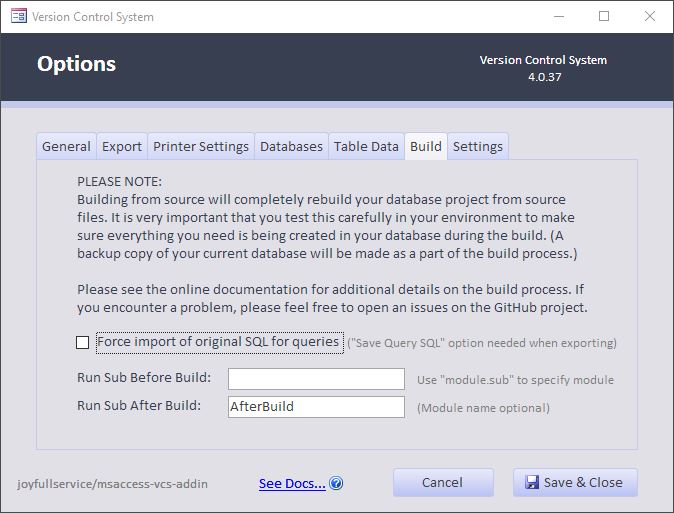 Version Control System
Options
Version Control System
4.0.37
General Export Printer Settings Databases Table Data Build Settings
PLEASE NOTE:
Building from source will completely rebuild your database project from source
files. It is very important that you test this carefully in your environment to make
sure everything you need is being created in your database during the build. (A
backup copy of your current database will be made as a part of the build process.)
Please see the online documentation for additional details on the build process. If
you encounter a problem, please feel free to open an issues on the GitHub project.
Force import of original SQL for queries ("Save Query SQL" option needed when exporting)
Run Sub Before Build: Use "module.sub" to specify module
Run Sub After Build: AfterBuild (Module name optional)
joyfullservice/msaccess-vcs-addin See Docs... ? Cancel Save & Close